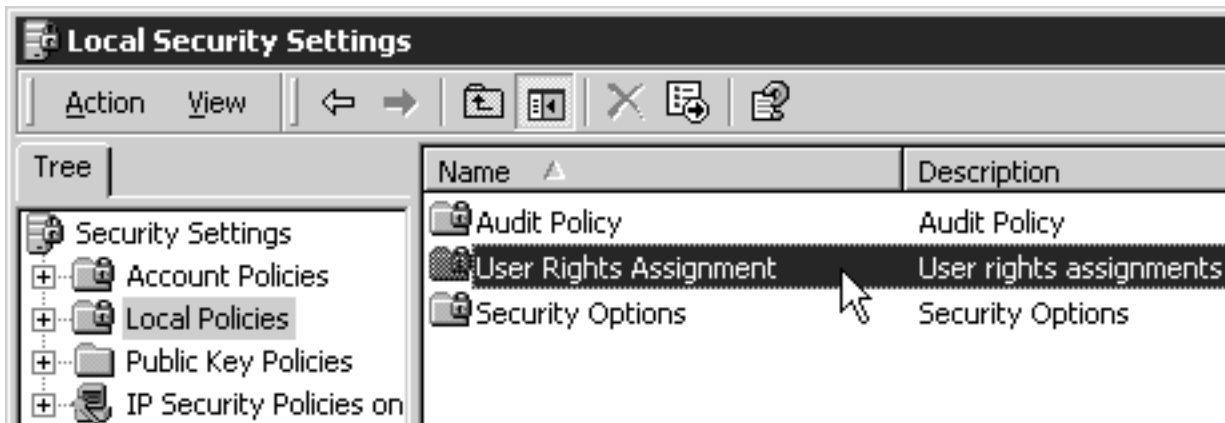 Local Security Settings
Action View
Tree
Name Description
Security Settings
Account Policies
Local Policies
Public Key Policies
IP Security Policies on
Audit Policy Audit Policy
User Rights Assignment User rights assignments
Security Options Security Options